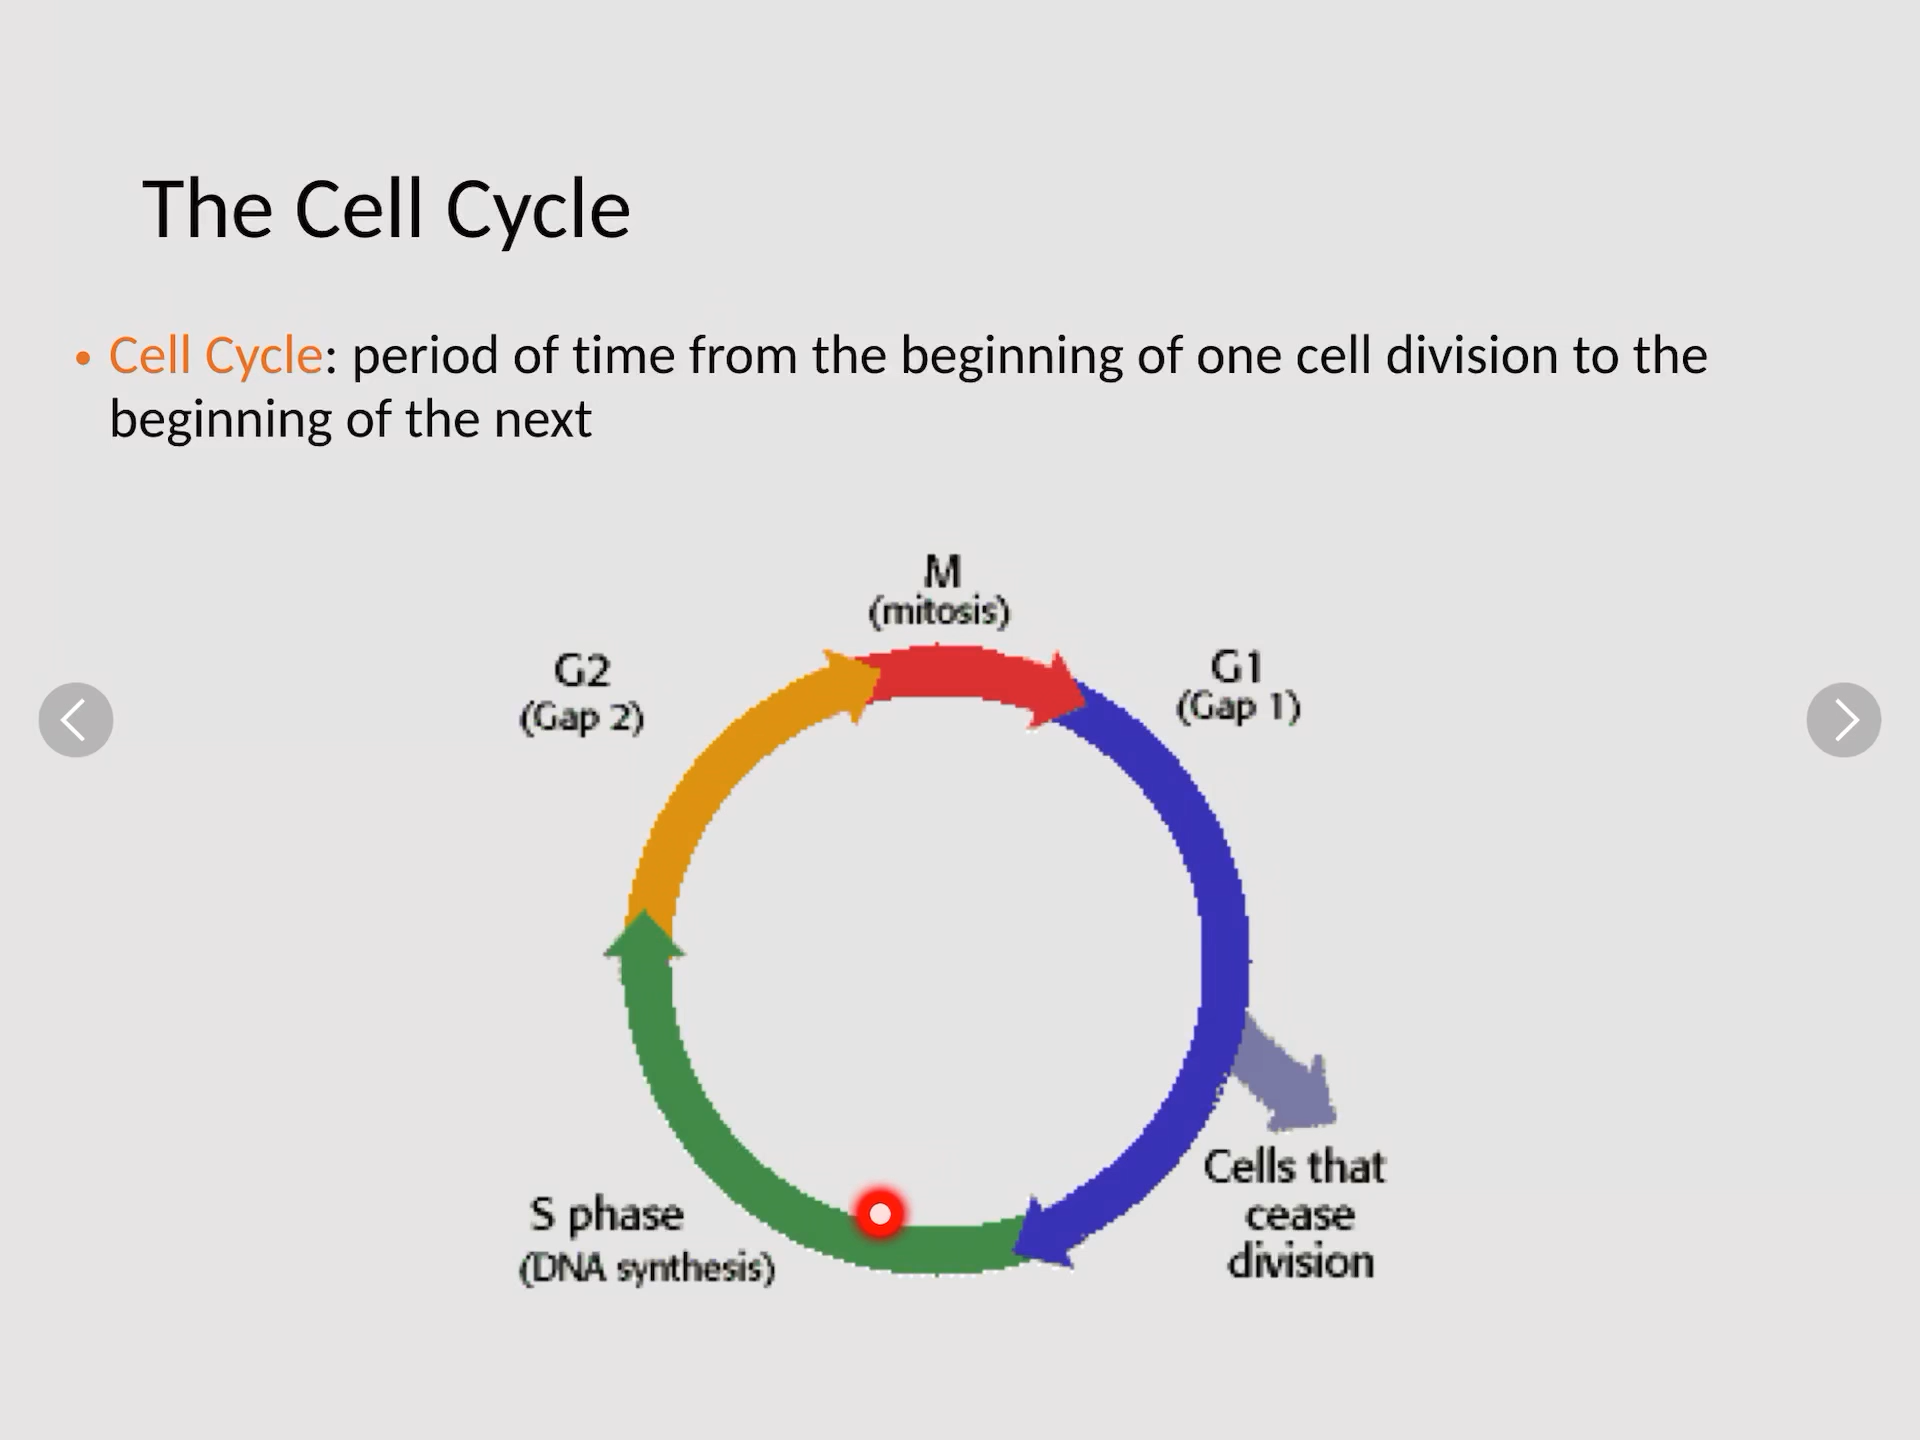 The Cell Cycle
• Cell Cycle: period of time from the beginning of one cell division to the
beginning of the next
M
(mitosis)
G2
(Gap 2)
G1
(Gap 1)
S phase
(DNA synthesis)
Cells that
cease
division